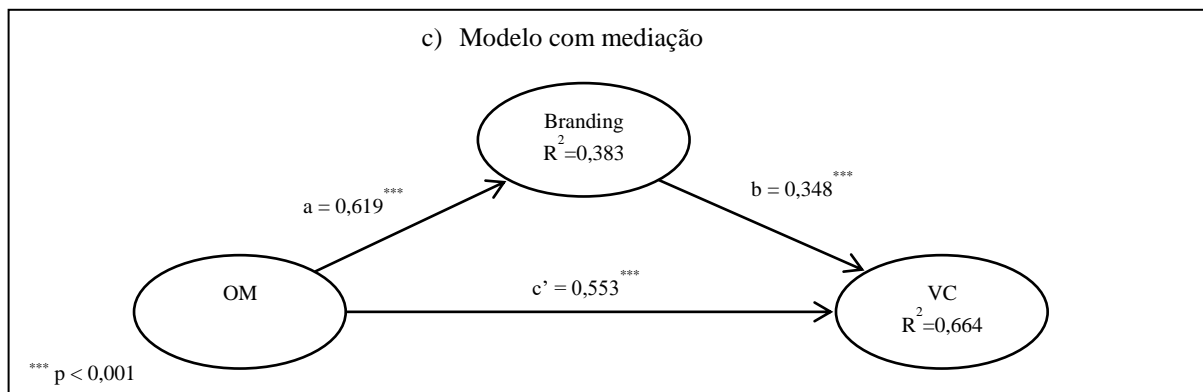 c) Modelo com mediação
Branding
R²=0,383
a = 0,619***
b = 0,348***
OM
c’ = 0,553***
VC
R²=0,664
*** p < 0,001